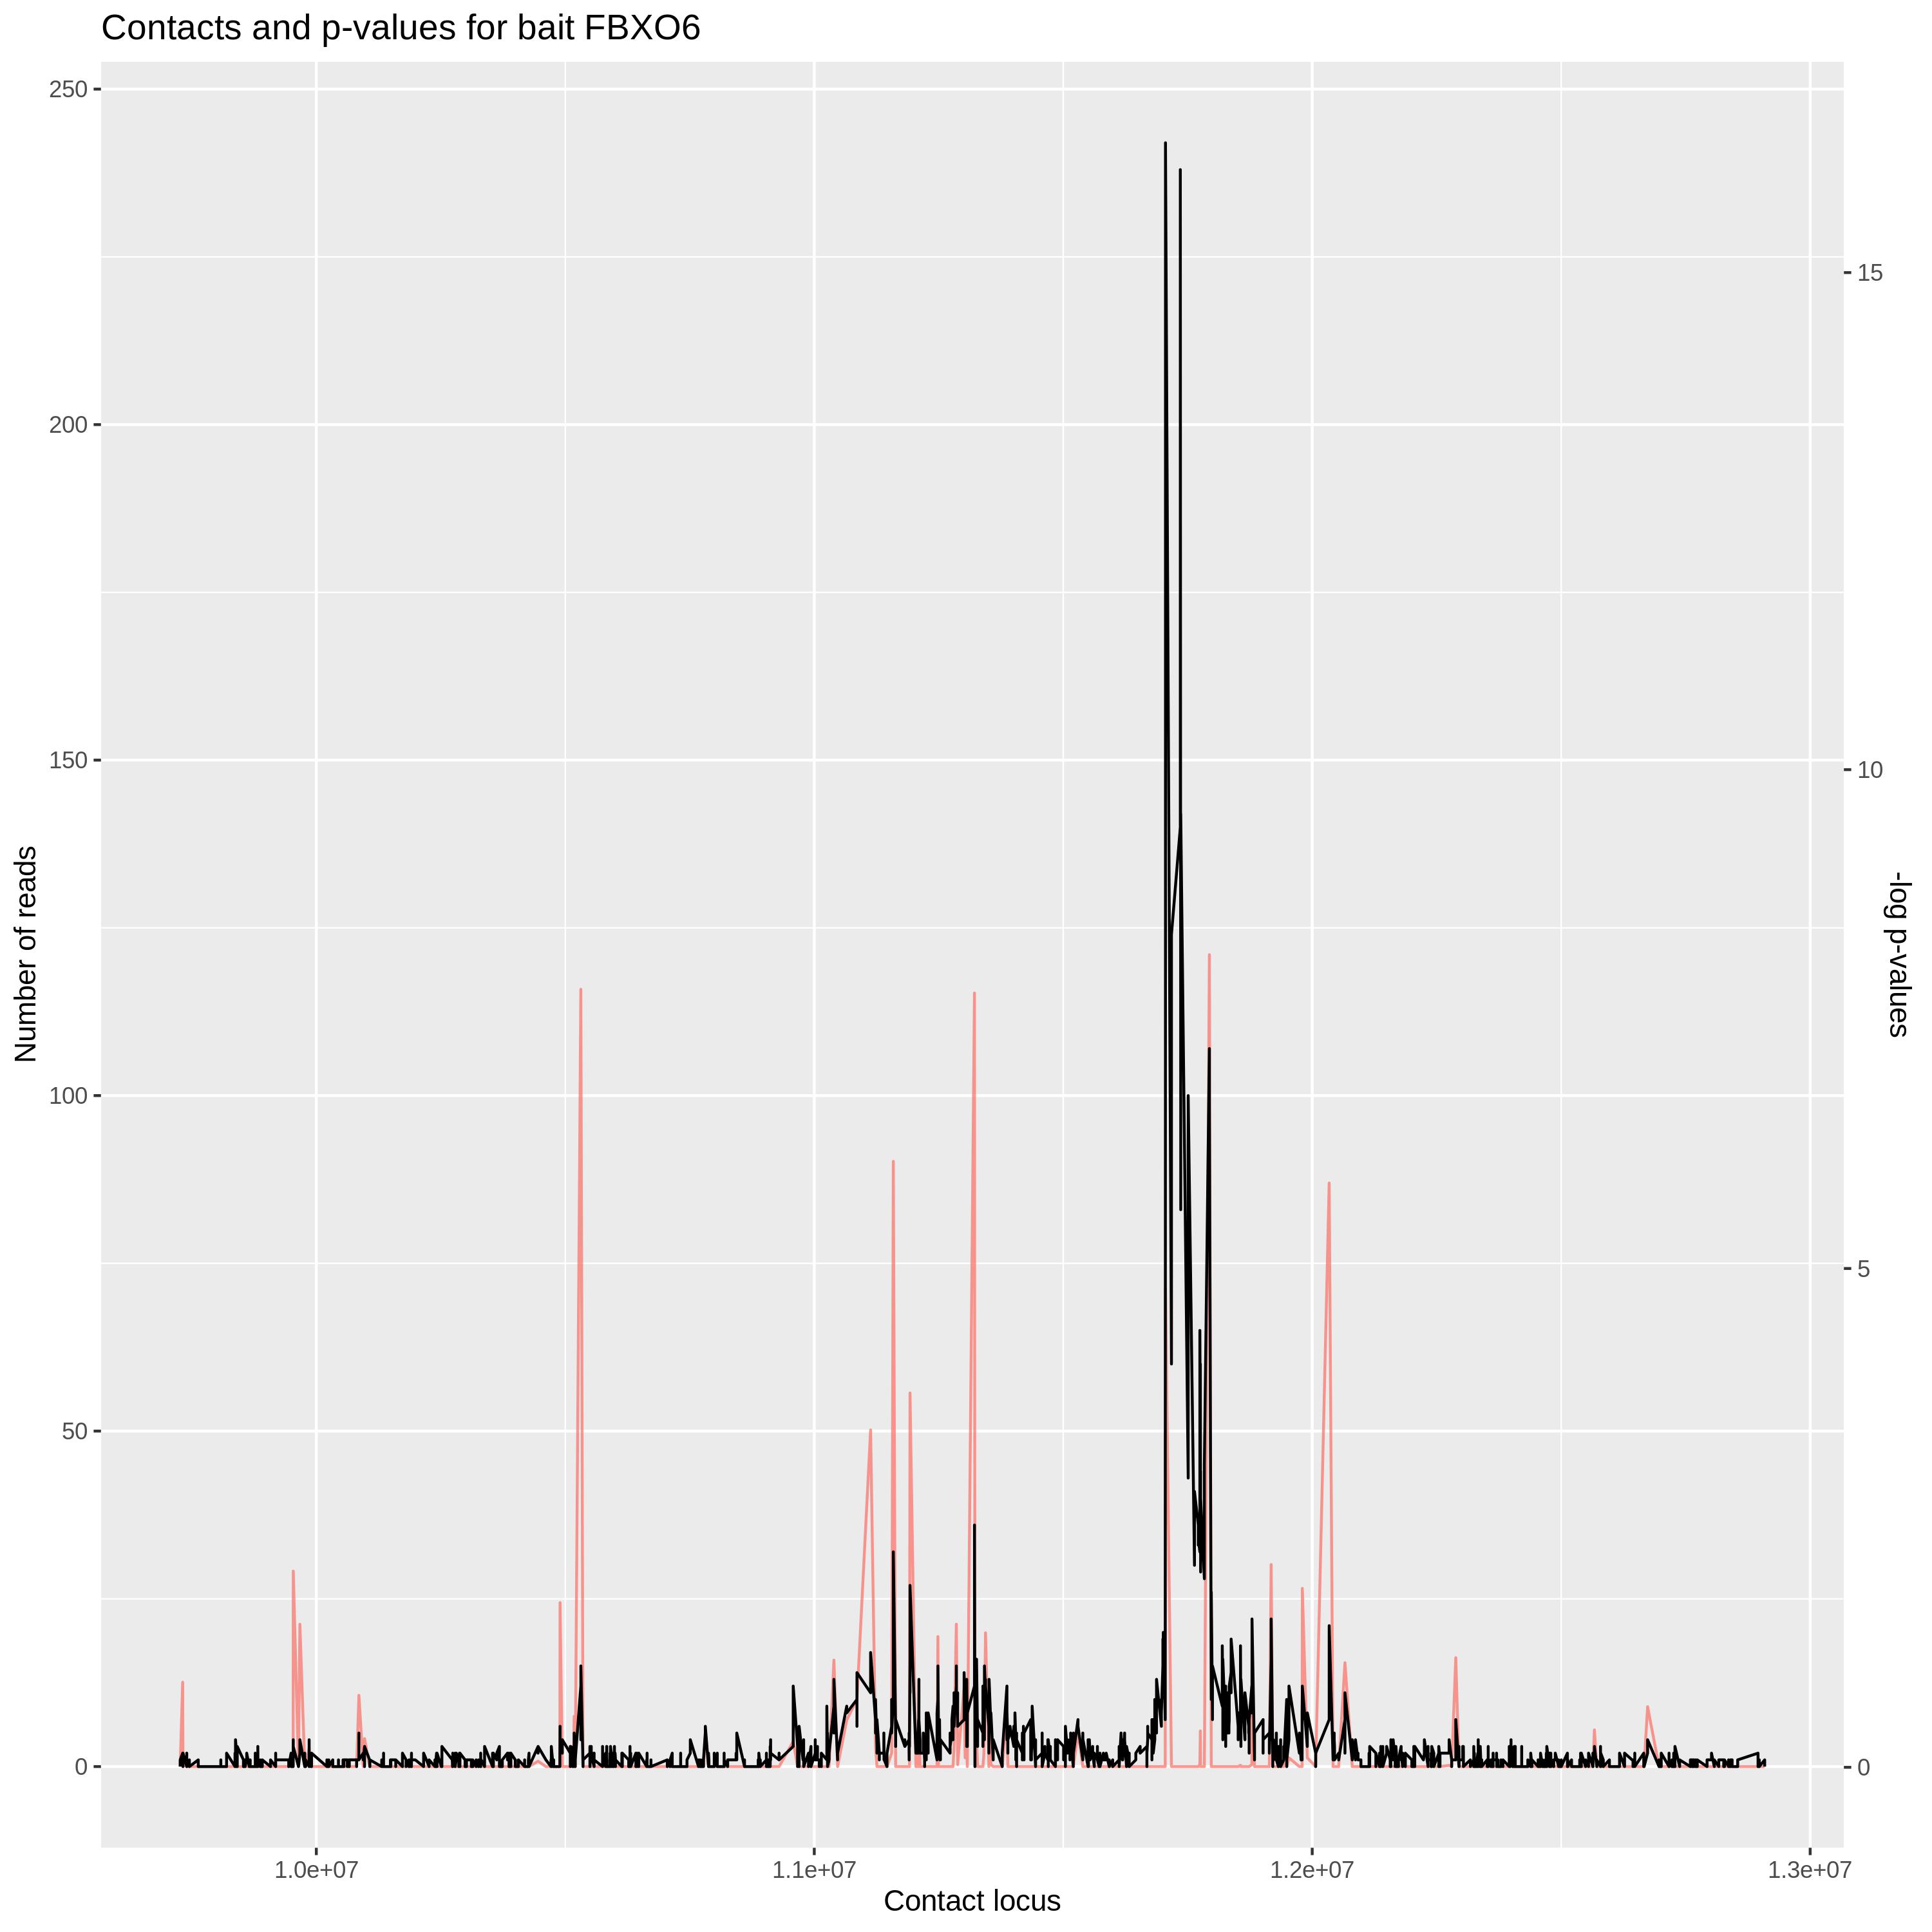 Contacts and p-values for bait FBXO6
250
200
150
100
50
0
Number of reads
15
10
5
0
-log p-values
1.0e+07
1.1e+07
1.2e+07
1.3e+07
Contact locus